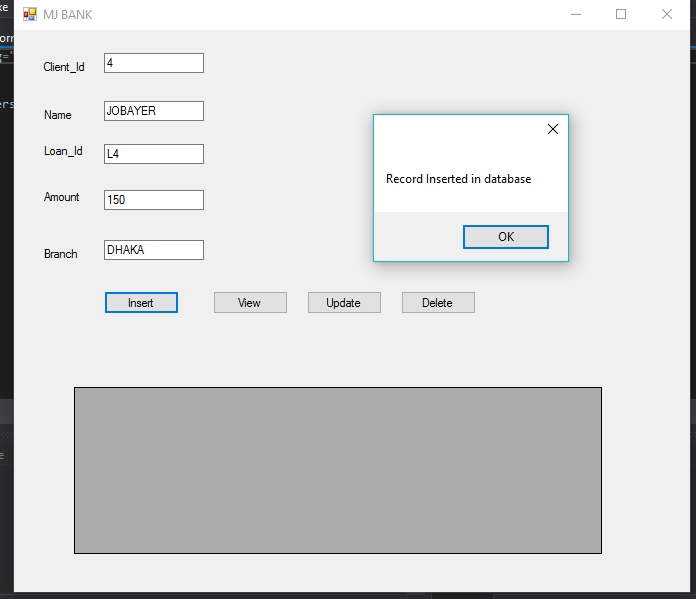 MJ BANK
Client_Id 4
Name JOBAYER
Loan_Id L4
Amount 150
Branch DHAKA
Record Inserted in database
OK
Insert View Update Delete